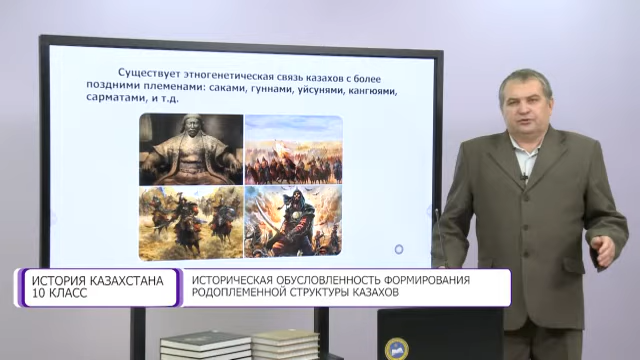 Существует этногенетическая связь казахов с более
поздними племенами: саками, гуннами, уйсунями, кангюями,
сарматами, и т.д.
ИСТОРИЯ КАЗАХСТАНА
10 КЛАСС
ИСТОРИЧЕСКАЯ ОБУСЛОВЛЕННОСТЬ ФОРМИРОВАНИЯ
РОДОПЛЕМЕННОЙ СТРУКТУРЫ КАЗАХОВ